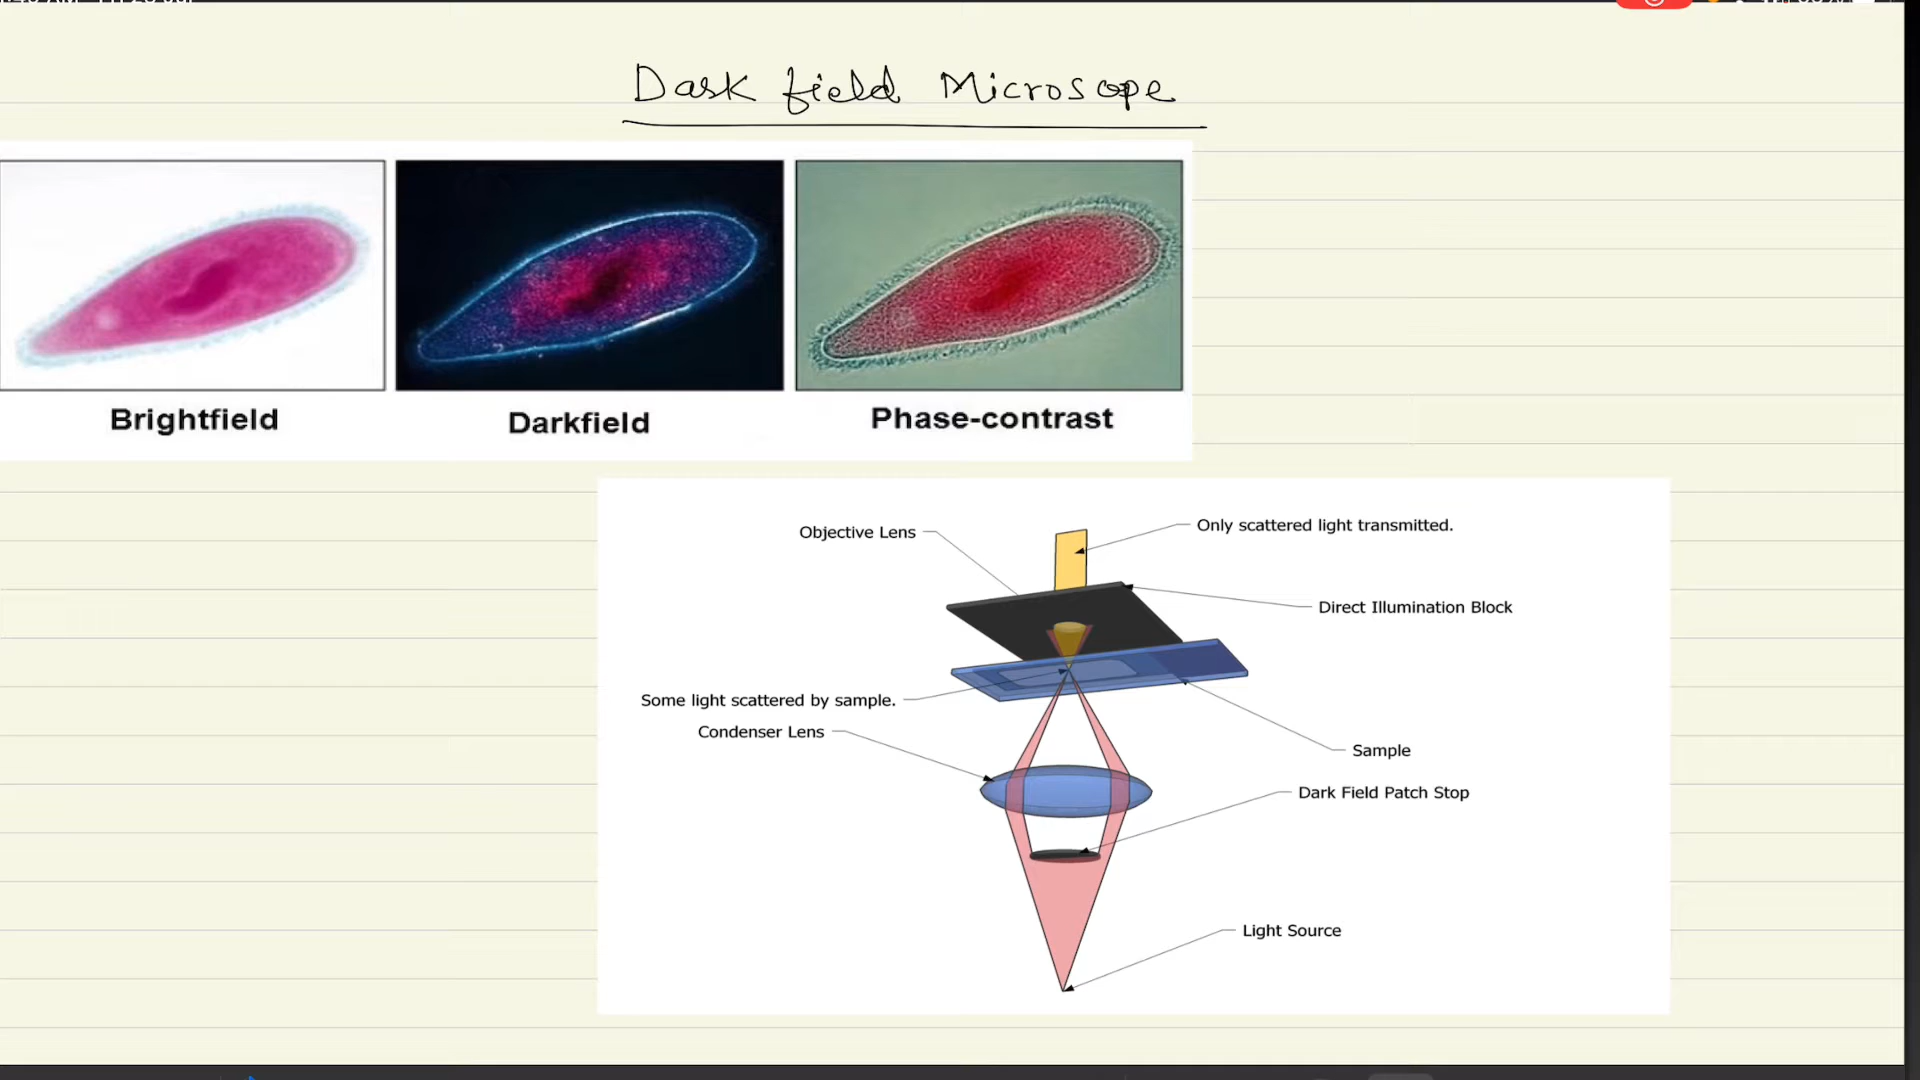 Dark field Microscope
Brightfield
Darkfield
Phase-contrast
Objective Lens
Only scattered light transmitted.
Direct Illumination Block
Some light scattered by sample.
Condenser Lens
Sample
Dark Field Patch Stop
Light Source